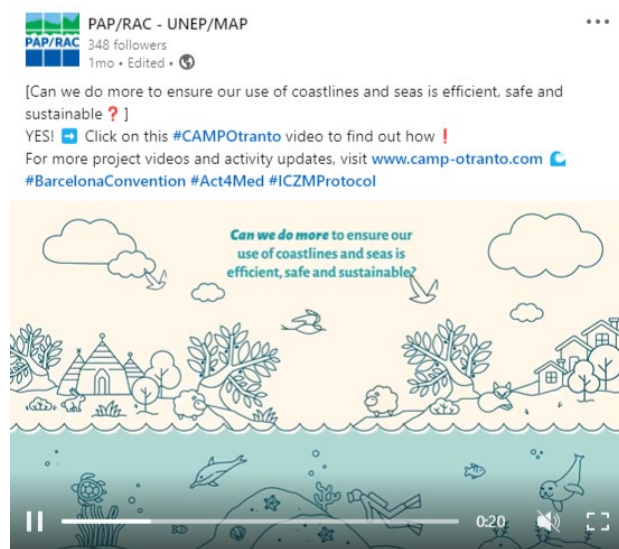 PAP/RAC
PAP/RAC - UNEP/MAP
348 followers
1mo • Edited •
[Can we do more to ensure our use of coastlines and seas is efficient, safe and
sustainable❓]
YES! ➡️ Click on this #CAMPOtranto video to find out how❗
For more project videos and activity updates, visit www.camp-otranto.com 🌊
#BarcelonaConvention #Act4Med #ICZMProtocol
Can we do more to ensure our
use of coastlines and seas is
efficient, safe and sustainable?
0:20